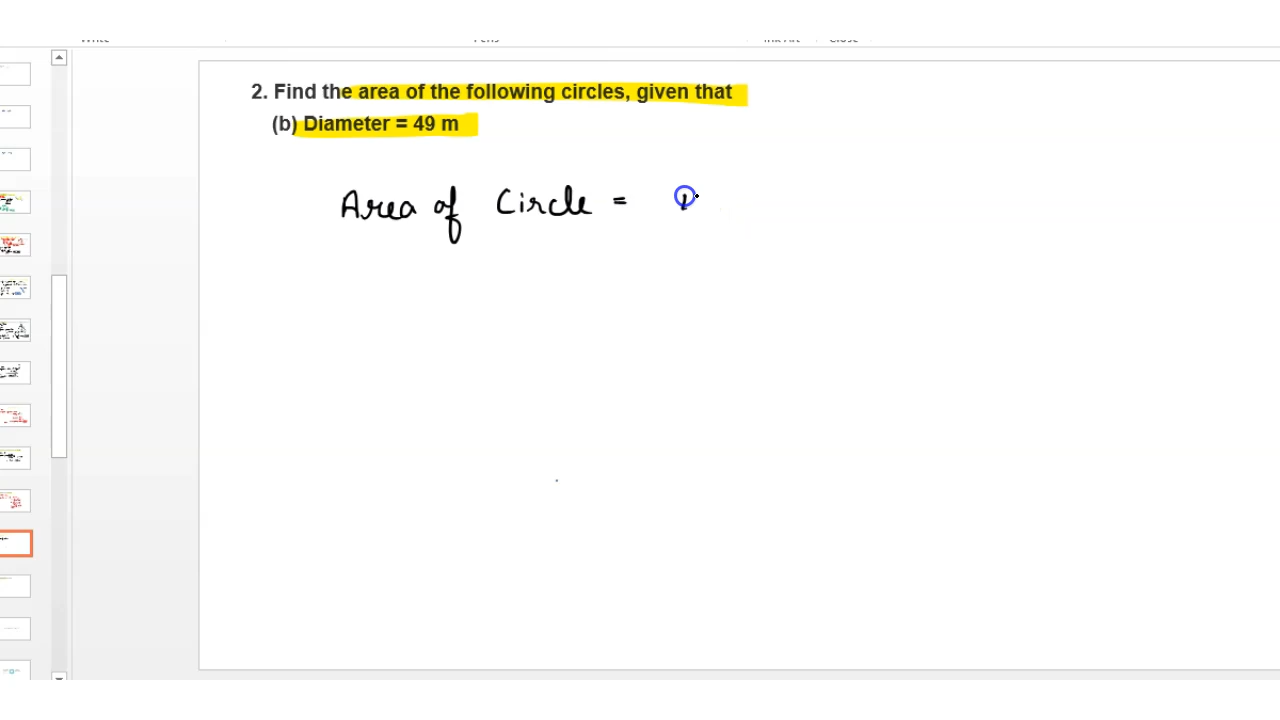 2. Find the area of the following circles, given that
(b) Diameter = 49 m
Area of Circle =